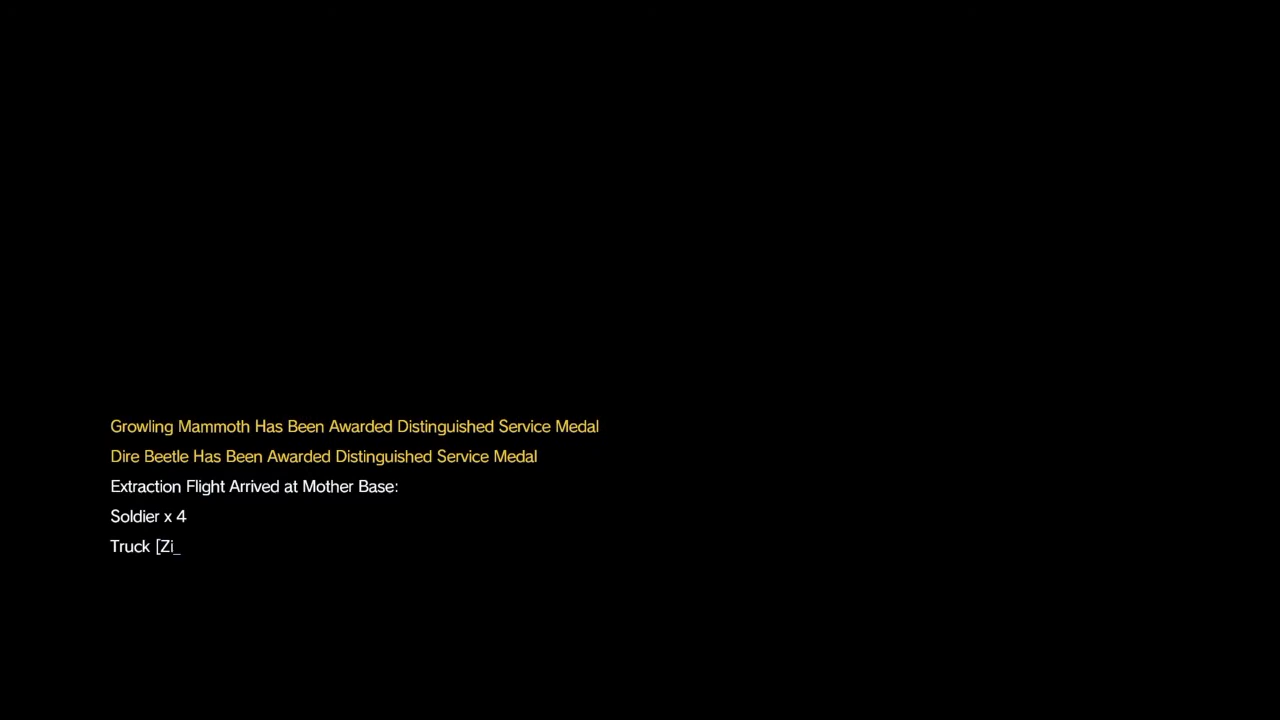 Growling Mammoth Has Been Awarded Distinguished Service Medal
Dire Beetle Has Been Awarded Distinguished Service Medal
Extraction Flight Arrived at Mother Base:
Soldier x 4
Truck [Zi_